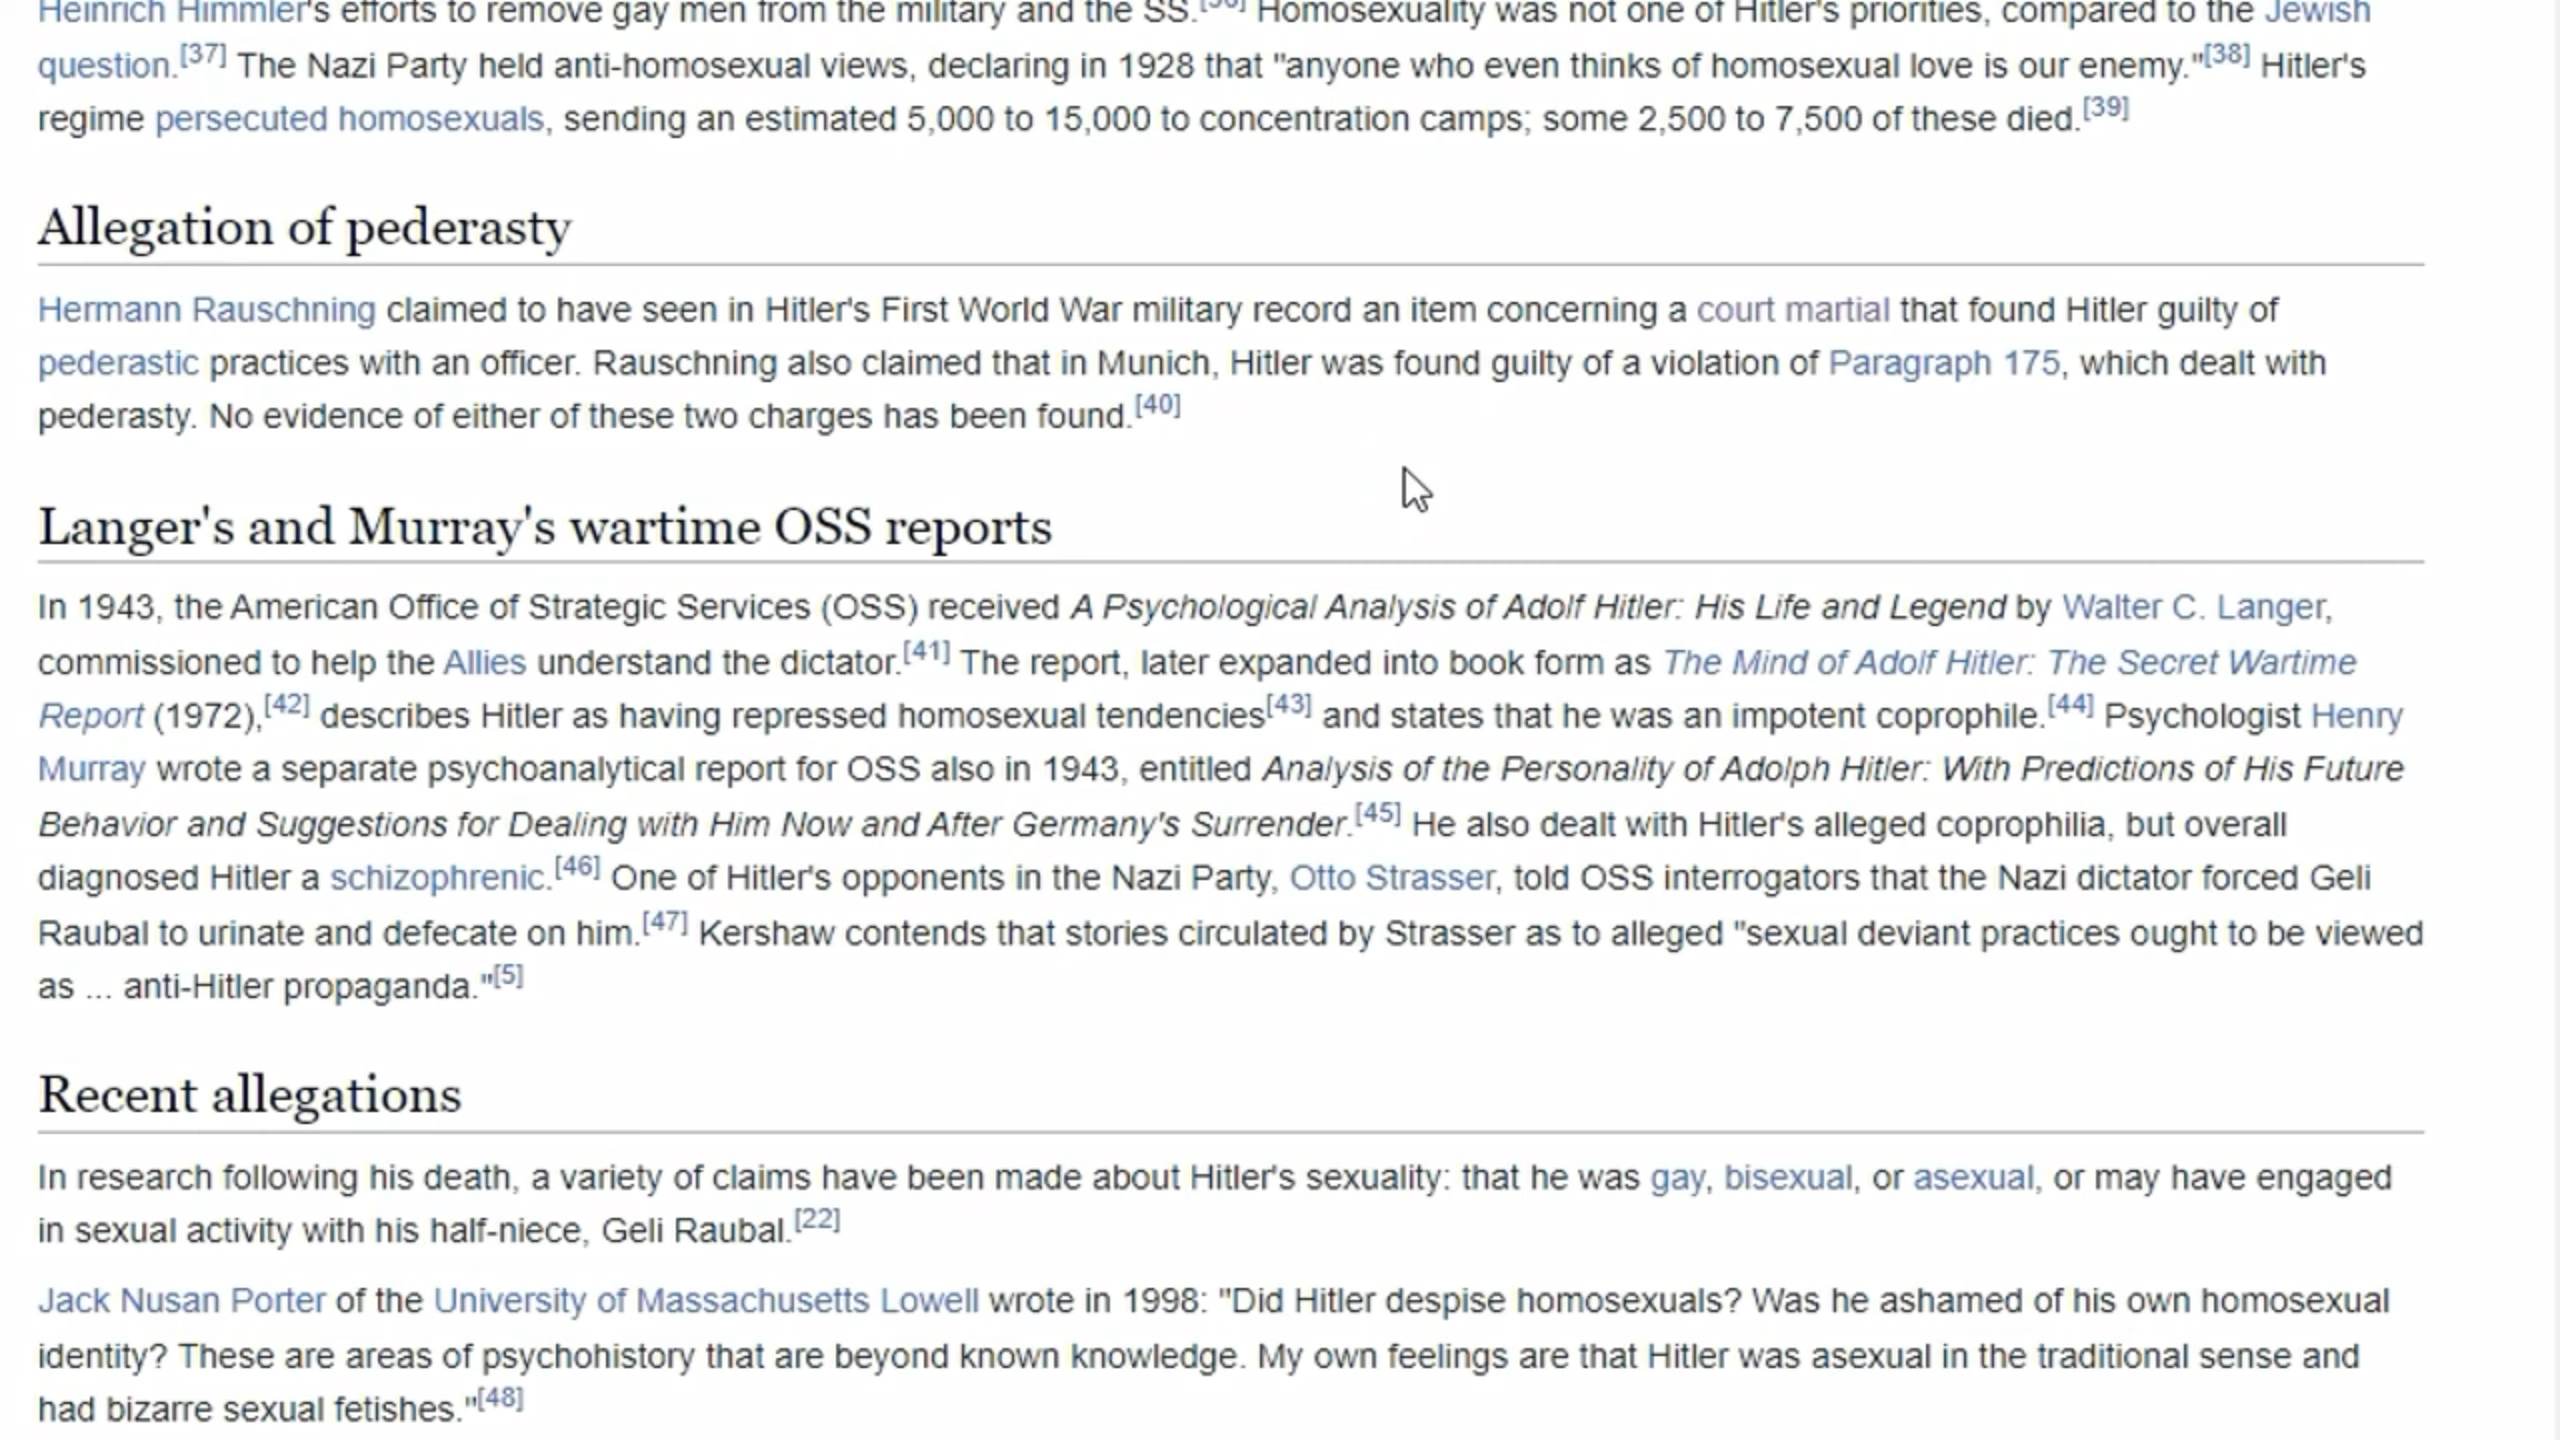 Heinrich Himmler's efforts to remove gay men from the military and the SS.[36] Homosexuality was not one of Hitler's priorities, compared to the Jewish
question.[37] The Nazi Party held anti-homosexual views, declaring in 1928 that "anyone who even thinks of homosexual love is our enemy."[38] Hitler's
regime persecuted homosexuals, sending an estimated 5,000 to 15,000 to concentration camps; some 2,500 to 7,500 of these died.[39]
Allegation of pederasty
Hermann Rauschning claimed to have seen in Hitler's First World War military record an item concerning a court martial that found Hitler guilty of
pederastic practices with an officer. Rauschning also claimed that in Munich, Hitler was found guilty of a violation of Paragraph 175, which dealt with
pederasty. No evidence of either of these two charges has been found.[40]
Langer's and Murray's wartime OSS reports
In 1943, the American Office of Strategic Services (OSS) received A Psychological Analysis of Adolf Hitler: His Life and Legend by Walter C. Langer,
commissioned to help the Allies understand the dictator.[41] The report, later expanded into book form as The Mind of Adolf Hitler: The Secret Wartime
Report (1972),[42] describes Hitler as having repressed homosexual tendencies[43] and states that he was an impotent coprophile.[44] Psychologist Henry
Murray wrote a separate psychoanalytical report for OSS also in 1943, entitled Analysis of the Personality of Adolph Hitler: With Predictions of His Future
Behavior and Suggestions for Dealing with Him Now and After Germany's Surrender.[45] He also dealt with Hitler's alleged coprophilia, but overall
diagnosed Hitler a schizophrenic.[46] One of Hitler's opponents in the Nazi Party, Otto Strasser, told OSS interrogators that the Nazi dictator forced Geli
Raubal to urinate and defecate on him.[47] Kershaw contends that stories circulated by Strasser as to alleged "sexual deviant practices ought to be viewed
as ... anti-Hitler propaganda."[5]
Recent allegations
In research following his death, a variety of claims have been made about Hitler's sexuality: that he was gay, bisexual, or asexual, or may have engaged
in sexual activity with his half-niece, Geli Raubal.[22]
Jack Nusan Porter of the University of Massachusetts Lowell wrote in 1998: "Did Hitler despise homosexuals? Was he ashamed of his own homosexual
identity? These are areas of psychohistory that are beyond known knowledge. My own feelings are that Hitler was asexual in the traditional sense and
had bizarre sexual fetishes."[48]